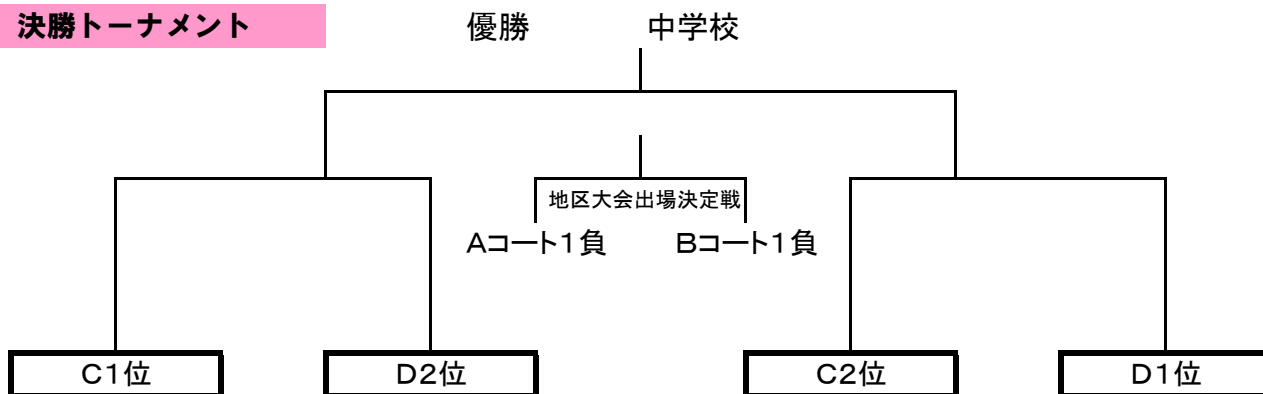 決勝トーナメント 優勝 中学校
地区大会出場決定戦
Aコート1負 Bコート1負
C1位 D2位 C2位 D1位